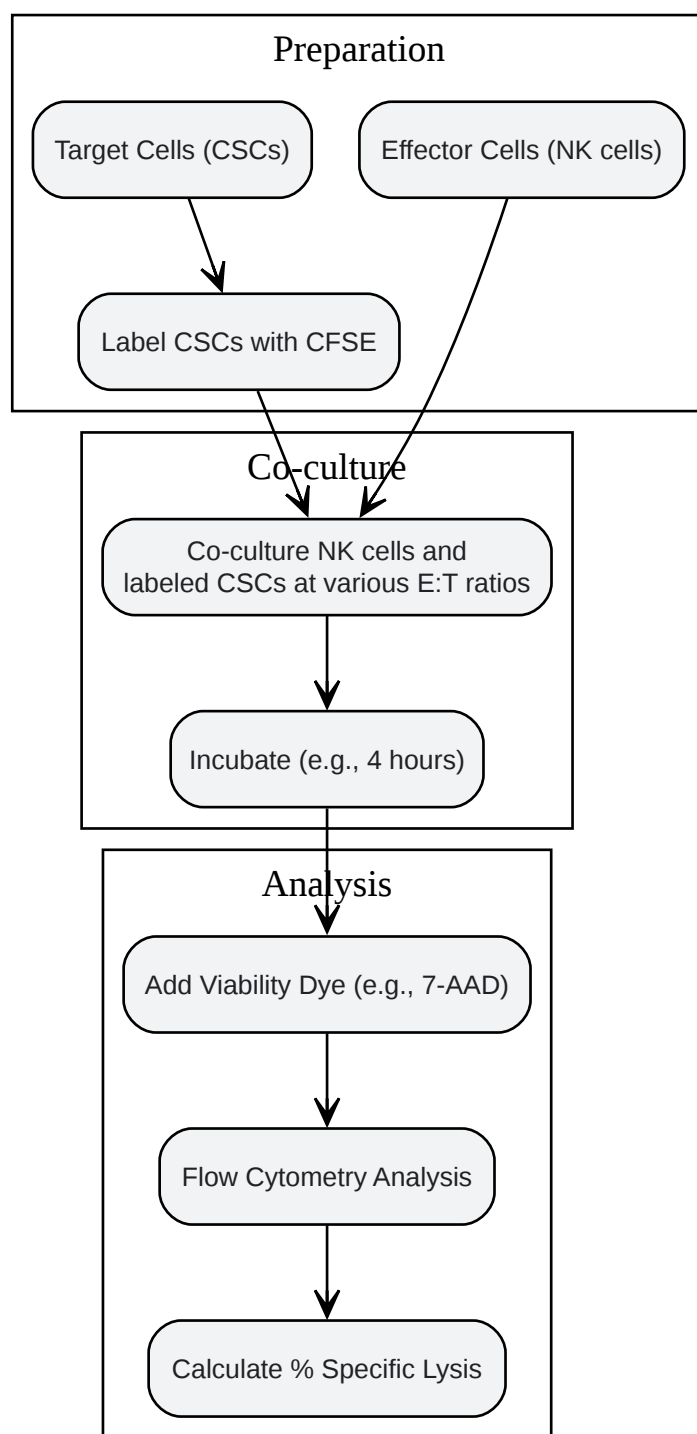 Preparation
Target Cells (CSCs)
Effector Cells (NK cells)
Label CSCs with CFSE
Co-culture
Co-culture NK cells and
labeled CSCs at various E:T ratios
Incubate (e.g., 4 hours)
Analysis
Add Viability Dye (e.g., 7-AAD)
Flow Cytometry Analysis
Calculate % Specific Lysis